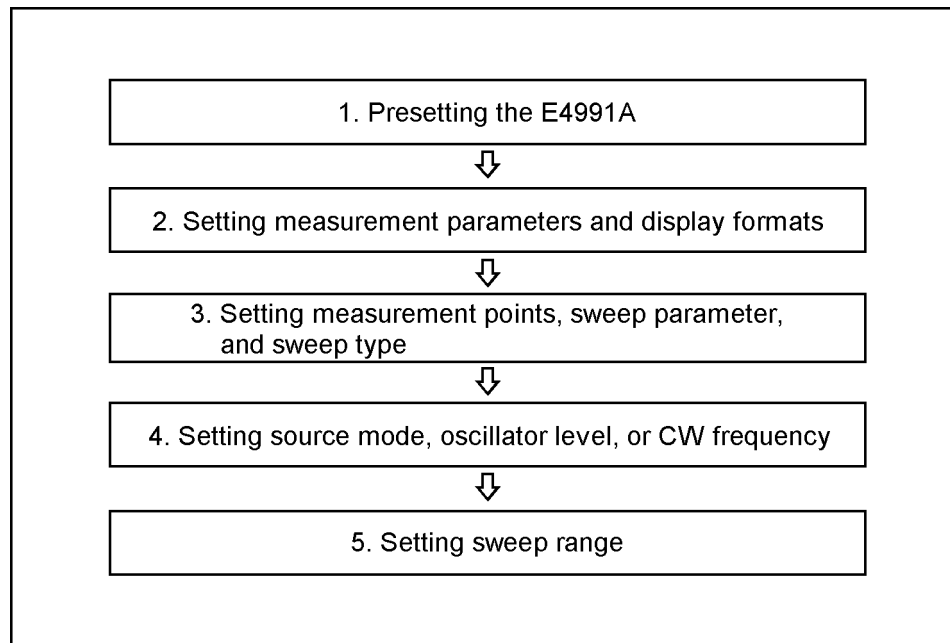 1. Presetting the E4991A
2. Setting measurement parameters and display formats
3. Setting measurement points, sweep parameter,
and sweep type
4. Setting source mode, oscillator level, or CW frequency
5. Setting sweep range